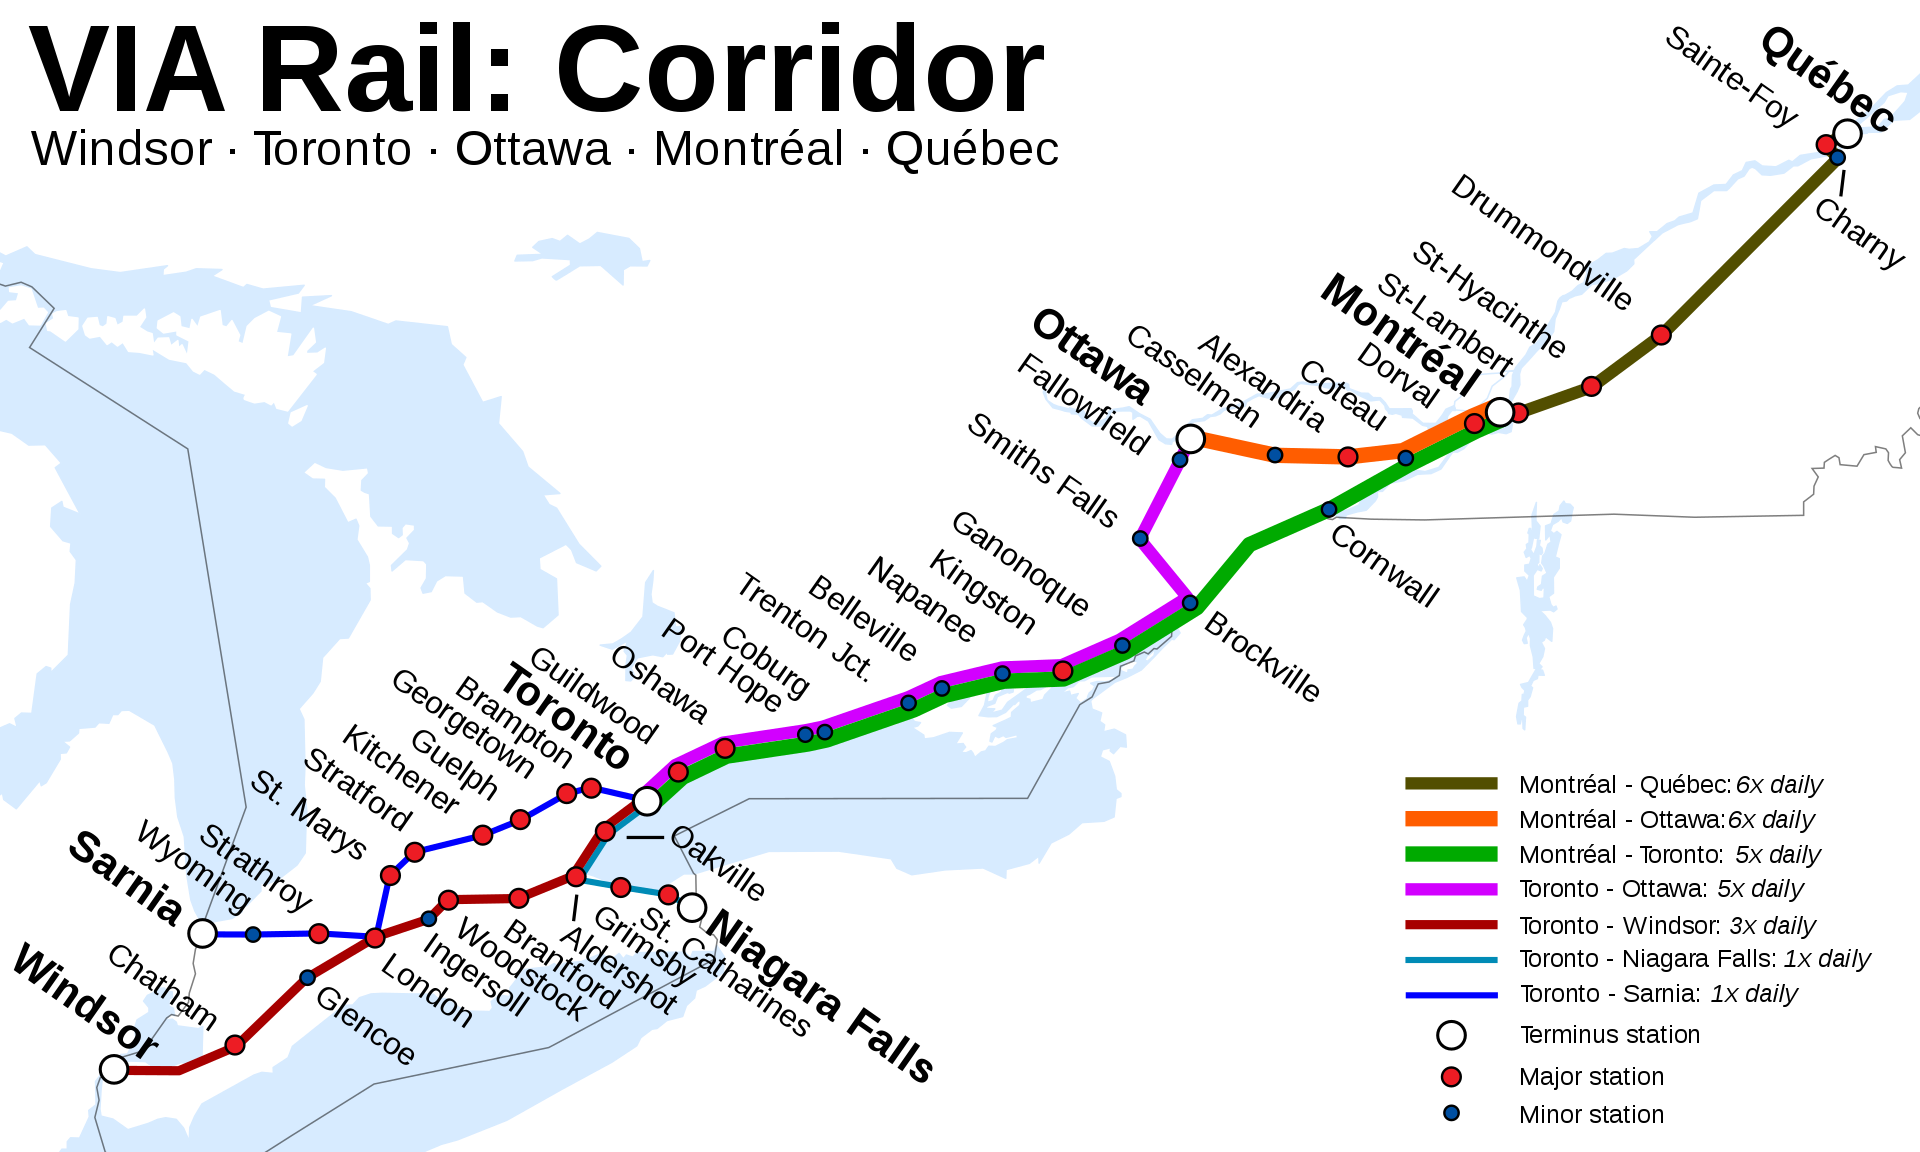 VIA Rail: Corridor
Windsor · Toronto · Ottawa · Montréal · Québec
Québec
Sainte-Foy
Charny
Drummondville
St-Hyacinthe
St-Lambert
Montréal
Dorval
Coteau
Alexandria
Casselman
Ottawa
Fallowfield
Smiths Falls
Cornwall
Brockville
Ganonoque
Kingston
Napanee
Belleville
Trenton Jct.
Coburg
Port Hope
Oshawa
Guildwood
Toronto
Brampton
Georgetown
Guelph
Kitchener
Stratford
St. Marys
Strathroy
Wyoming
Sarnia
Oakville
Aldershot
Grimsby
St. Catharines
Niagara Falls
Brantford
Woodstock
Ingersoll
London
Glencoe
Chatham
Windsor
Montréal - Québec: 6x daily
Montréal - Ottawa: 6x daily
Montréal - Toronto: 5x daily
Toronto - Ottawa: 5x daily
Toronto - Windsor: 3x daily
Toronto - Niagara Falls: 1x daily
Toronto - Sarnia: 1x daily
Terminus station
Major station
Minor station